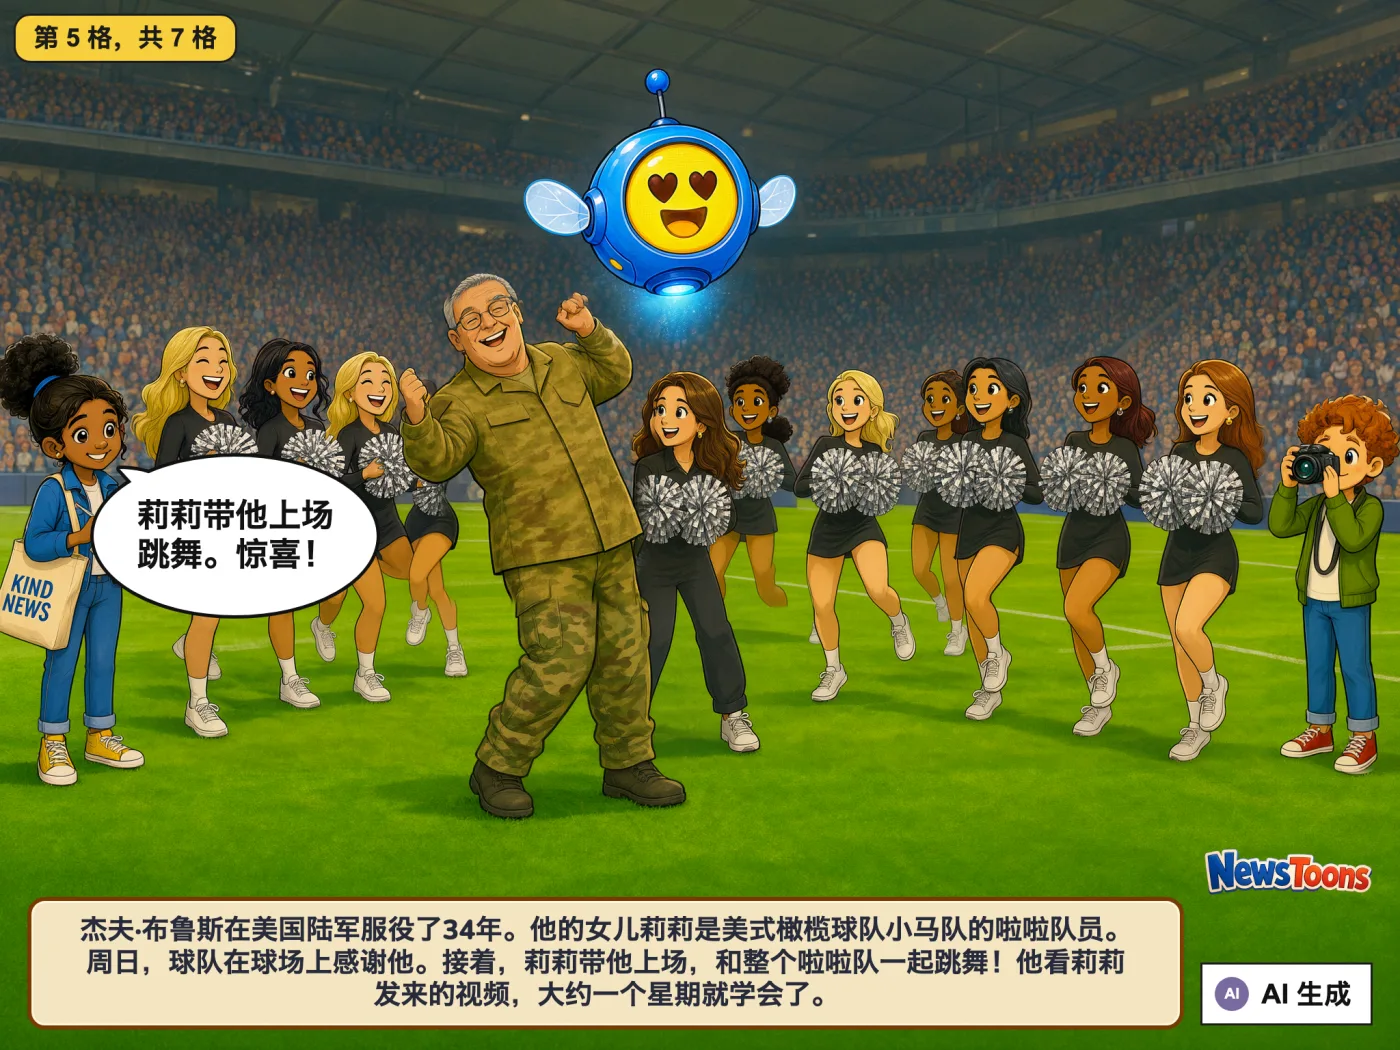 第 5 格，共 7 格
莉莉带他上场
跳舞。惊喜！
KIND
NEWS
NEWSTOONS
杰夫·布鲁斯在美国陆军服役了34年。他的女儿莉莉是美式橄榄球队小马队的啦啦队员。
周日，球队在球场上感谢他。接着，莉莉带他上场，和整个啦啦队一起跳舞！他看莉莉
发来的视频，大约一个星期就学会了。
AI AI 生成